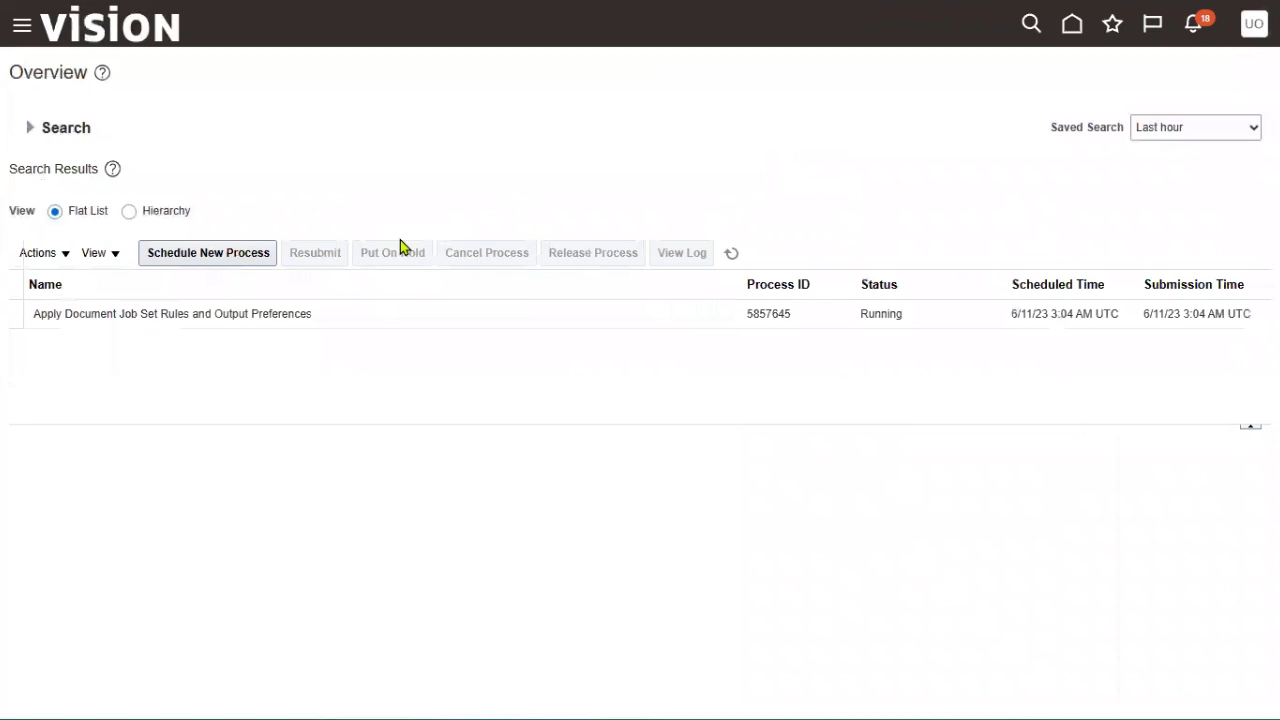 vision
18
UO
Overview ?
Search
Saved Search Last hour
Search Results ?
View Flat List Hierarchy
Actions View Schedule New Process Resubmit Put On Hold Cancel Process Release Process View Log
Name Process ID Status Scheduled Time Submission Time
Apply Document Job Set Rules and Output Preferences 5857645 Running 6/11/23 3:04 AM UTC 6/11/23 3:04 AM UTC